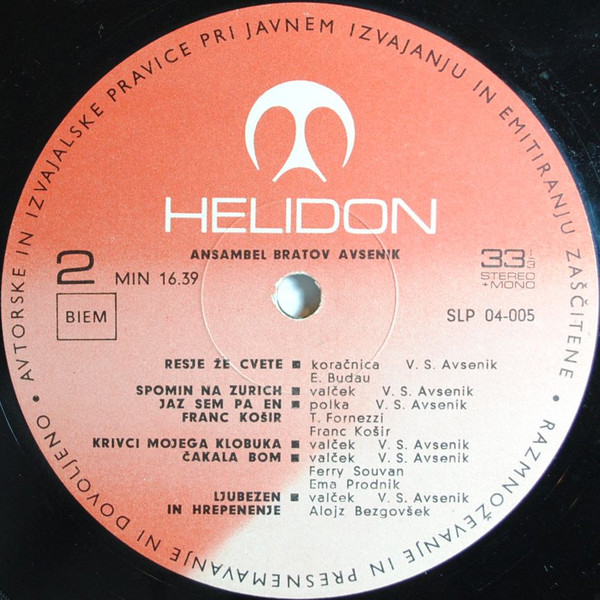 AVTORSKE IN IZVAJALSKE PRAVICE PRI JAVNEM IZVAJANJU IN EMITIRANJU ZAŠČITENE • RAZMNOŽEVANJE IN PRESNEMAVANJE NI DOVOLJENO •
HELIDON
ANSAMBEL BRATOV AVSENIK
2 MIN 16.39
33 1/3
STEREO
+MONO
BIEM
SLP 04-005
RESJE ŽE CVETE ■ koračnica V. S. Avsenik
E. Budau
SPOMIN NA ZURICH ■ valček V. S. Avsenik
JAZ SEM PA EN ■ polka V. S. Avsenik
FRANC KOŠIR T. Fornezzi
Franc Košir
KRIVCI MOJEGA KLOBUKA ■ valček V. S. Avsenik
ČAKALA BOM ■ valček V. S. Avsenik
Ferry Souvan
Ema Prodnik
LJUBEZEN ■ valček V. S. Avsenik
IN HREPENENJE Alojz Bezgovšek